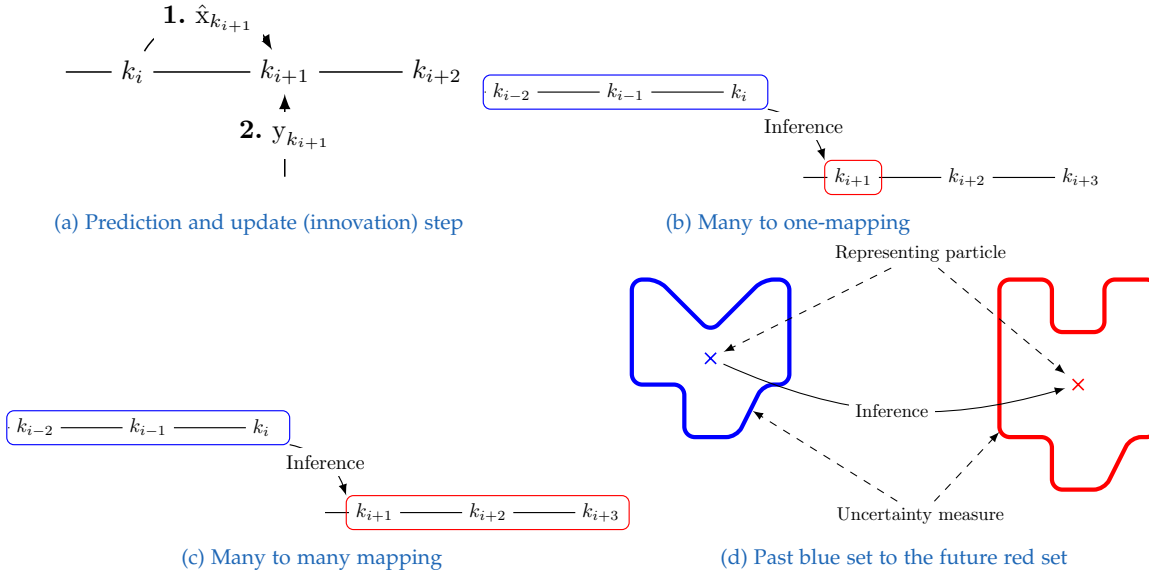 1. x̂_{k_{i+1}}
k_i k_{i+1} k_{i+2}
2. y_{k_{i+1}}
(a) Prediction and update (innovation) step
k_{i-2} k_{i-1} k_i
Inference
k_{i+1} k_{i+2} k_{i+3}
(b) Many to one-mapping
k_{i-2} k_{i-1} k_i
Inference
k_{i+1} k_{i+2} k_{i+3}
(c) Many to many mapping
Representing particle
Inference
Uncertainty measure
(d) Past blue set to the future red set